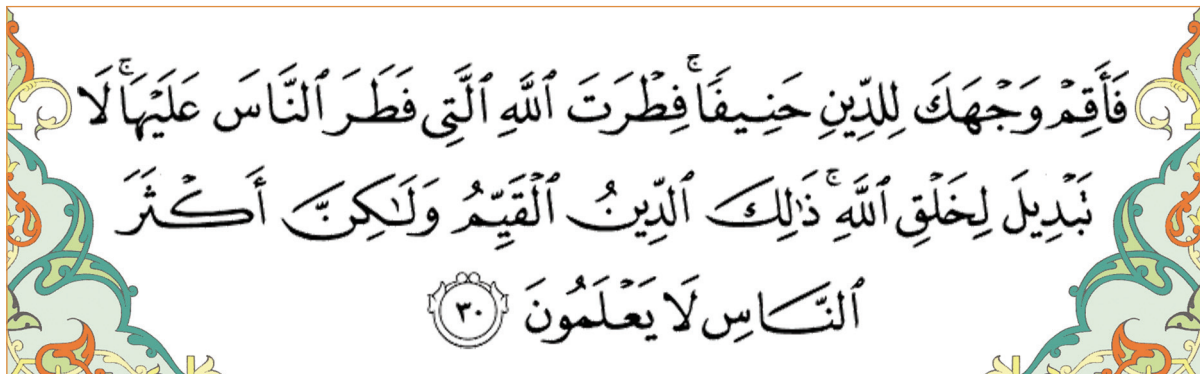 فَأَقِمۡ وَجۡهَكَ لِلدِّينِ حَنِيفٗاۚ فِطۡرَتَ ٱللَّهِ ٱلَّتِي فَطَرَ ٱلنَّاسَ عَلَيۡهَاۚ لَا
تَبۡدِيلَ لِخَلۡقِ ٱللَّهِۚ ذَٰلِكَ ٱلدِّينُ ٱلۡقَيِّمُ وَلَٰكِنَّ أَكۡثَرَ
ٱلنَّاسِ لَا يَعۡلَمُونَ ٣٠